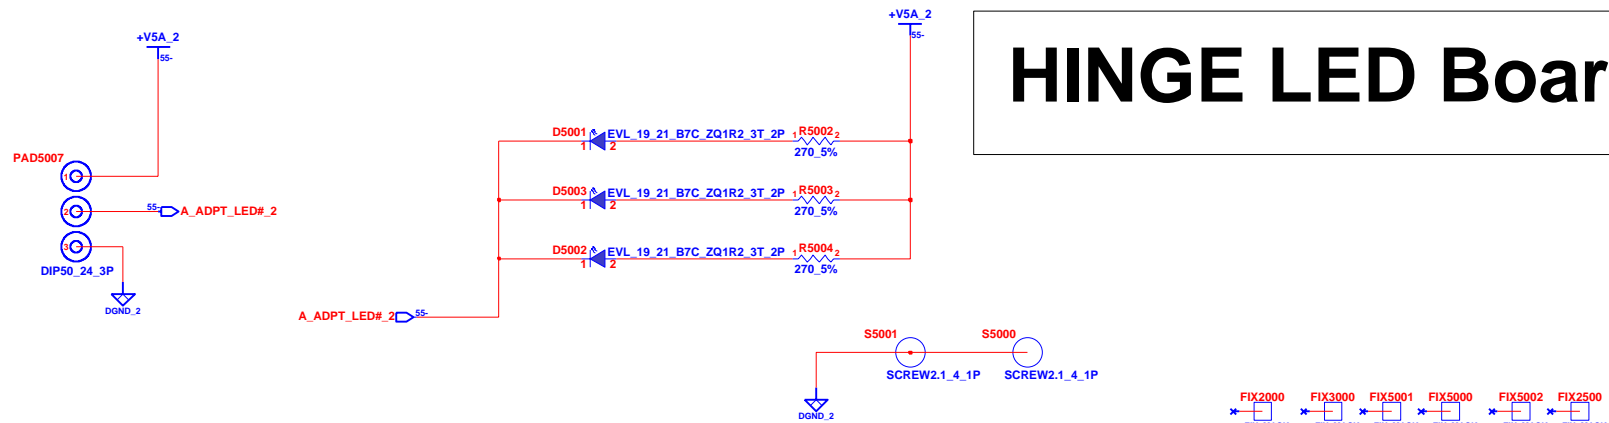 +V5A_2
55-
PAD5007
1
2
3
55-
A_ADPT_LED#_2
DIP50_24_3P
DGND_2
+V5A_2
55-
D5001
EVL_19_21_B7C_ZQ1R2_3T_2P
1 2
1 R5002 2
270_5%
D5003
EVL_19_21_B7C_ZQ1R2_3T_2P
1 2
1 R5003 2
270_5%
D5002
EVL_19_21_B7C_ZQ1R2_3T_2P
1 2
1 R5004 2
270_5%
A_ADPT_LED#_2
55-
HINGE LED Boar
S5001
SCREW2.1_4_1P
S5000
SCREW2.1_4_1P
DGND_2
FIX2000 FIX3000 FIX5001 FIX5000 FIX5002 FIX2500